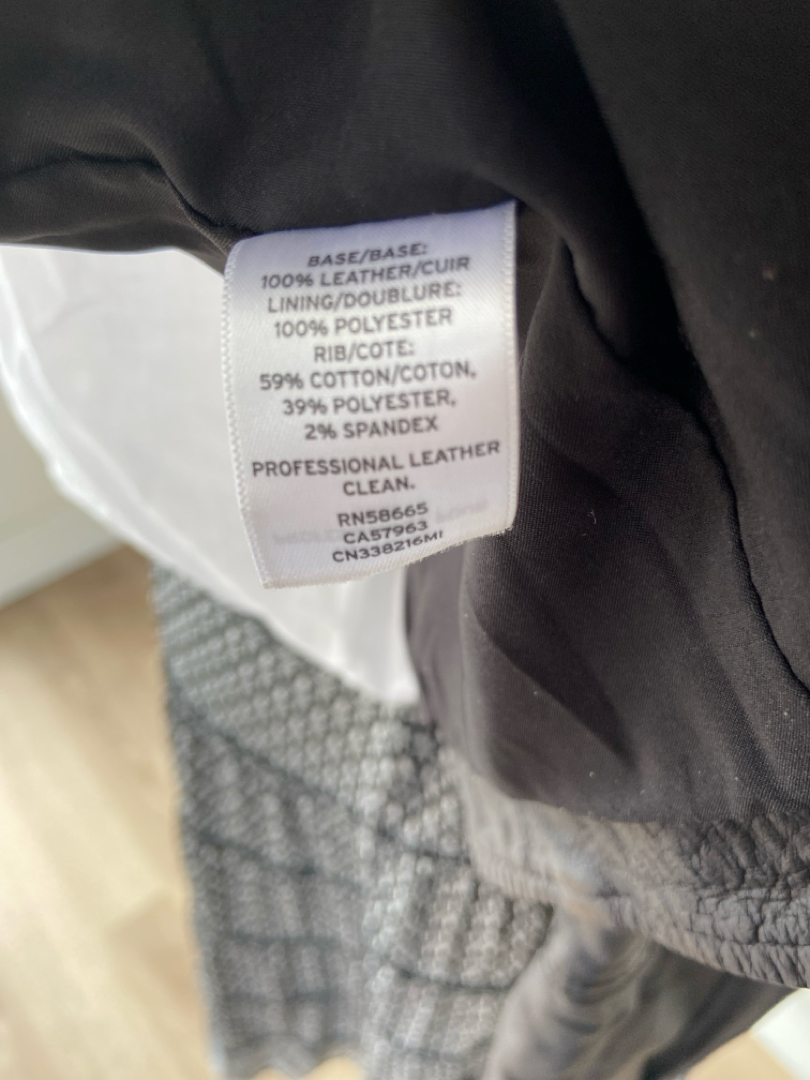 BASE/BASE:
100% LEATHER/CUIR
LINING/DOUBLURE:
100% POLYESTER
RIB/COTE:
59% COTTON/COTON,
39% POLYESTER,
2% SPANDEX
PROFESSIONAL LEATHER
CLEAN.
RN58665
CA57963
CN338216MI